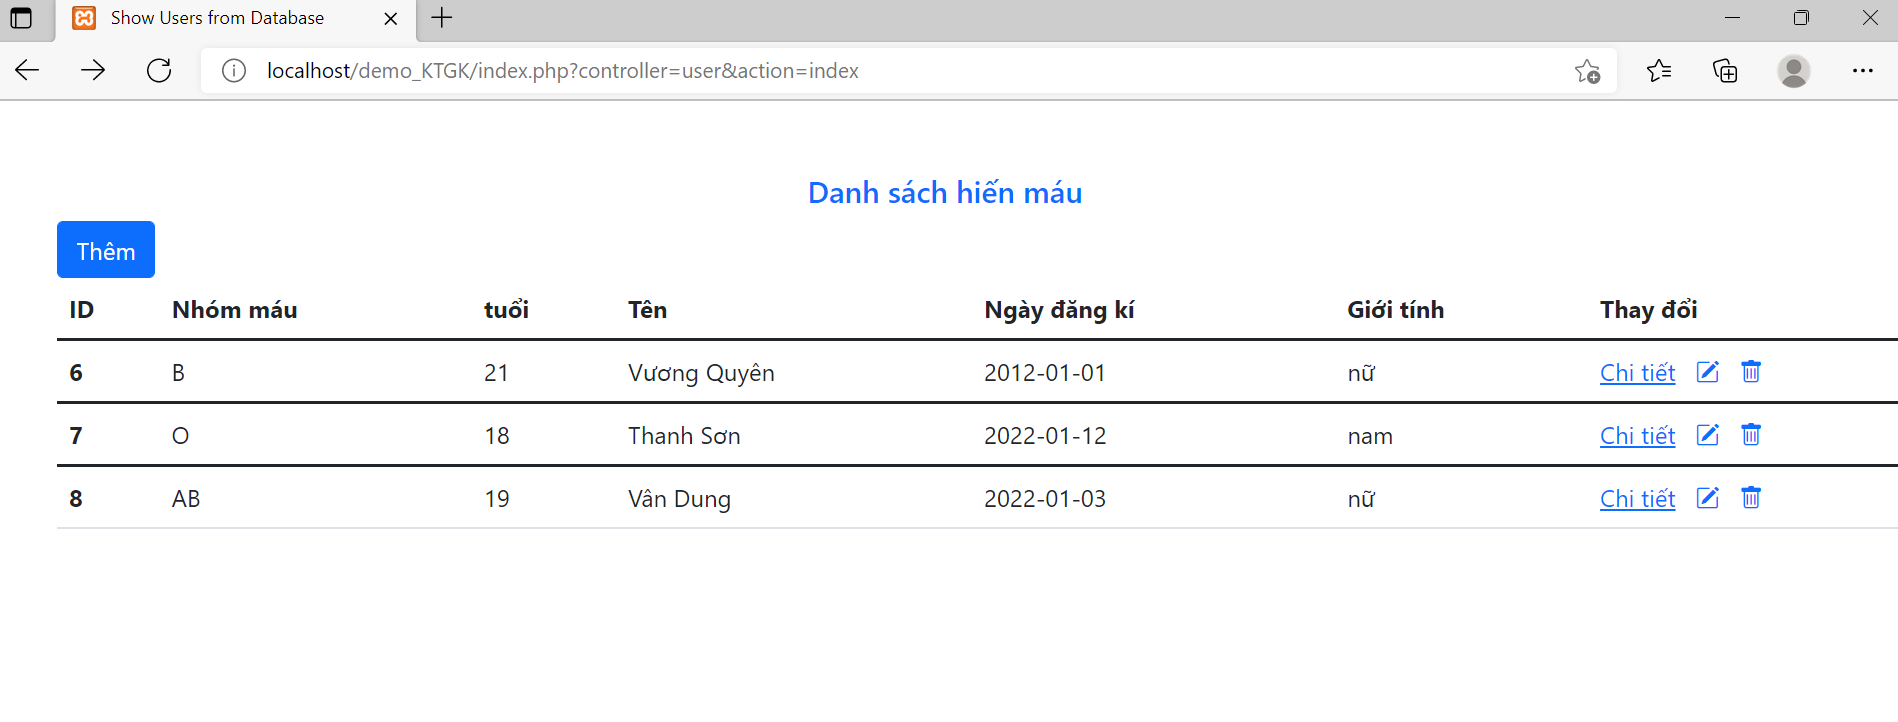 Show Users from Database
localhost/demo_KTGK/index.php?controller=user&action=index
Danh sách hiến máu
Thêm
ID Nhóm máu tuổi Tên Ngày đăng kí Giới tính Thay đổi
6 B 21 Vương Quyên 2012-01-01 nữ Chi tiết
7 O 18 Thanh Sơn 2022-01-12 nam Chi tiết
8 AB 19 Vân Dung 2022-01-03 nữ Chi tiết